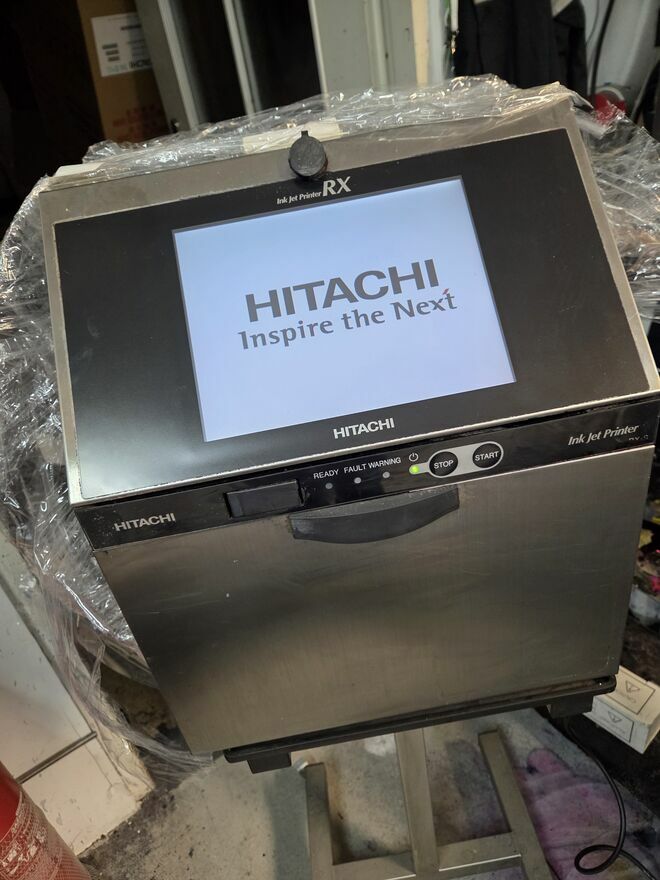 Ink Jet Printer RX
HITACHI
Inspire the Next
HITACHI
Ink Jet Printer
READY FAULT WARNING
STOP START
HITACHI